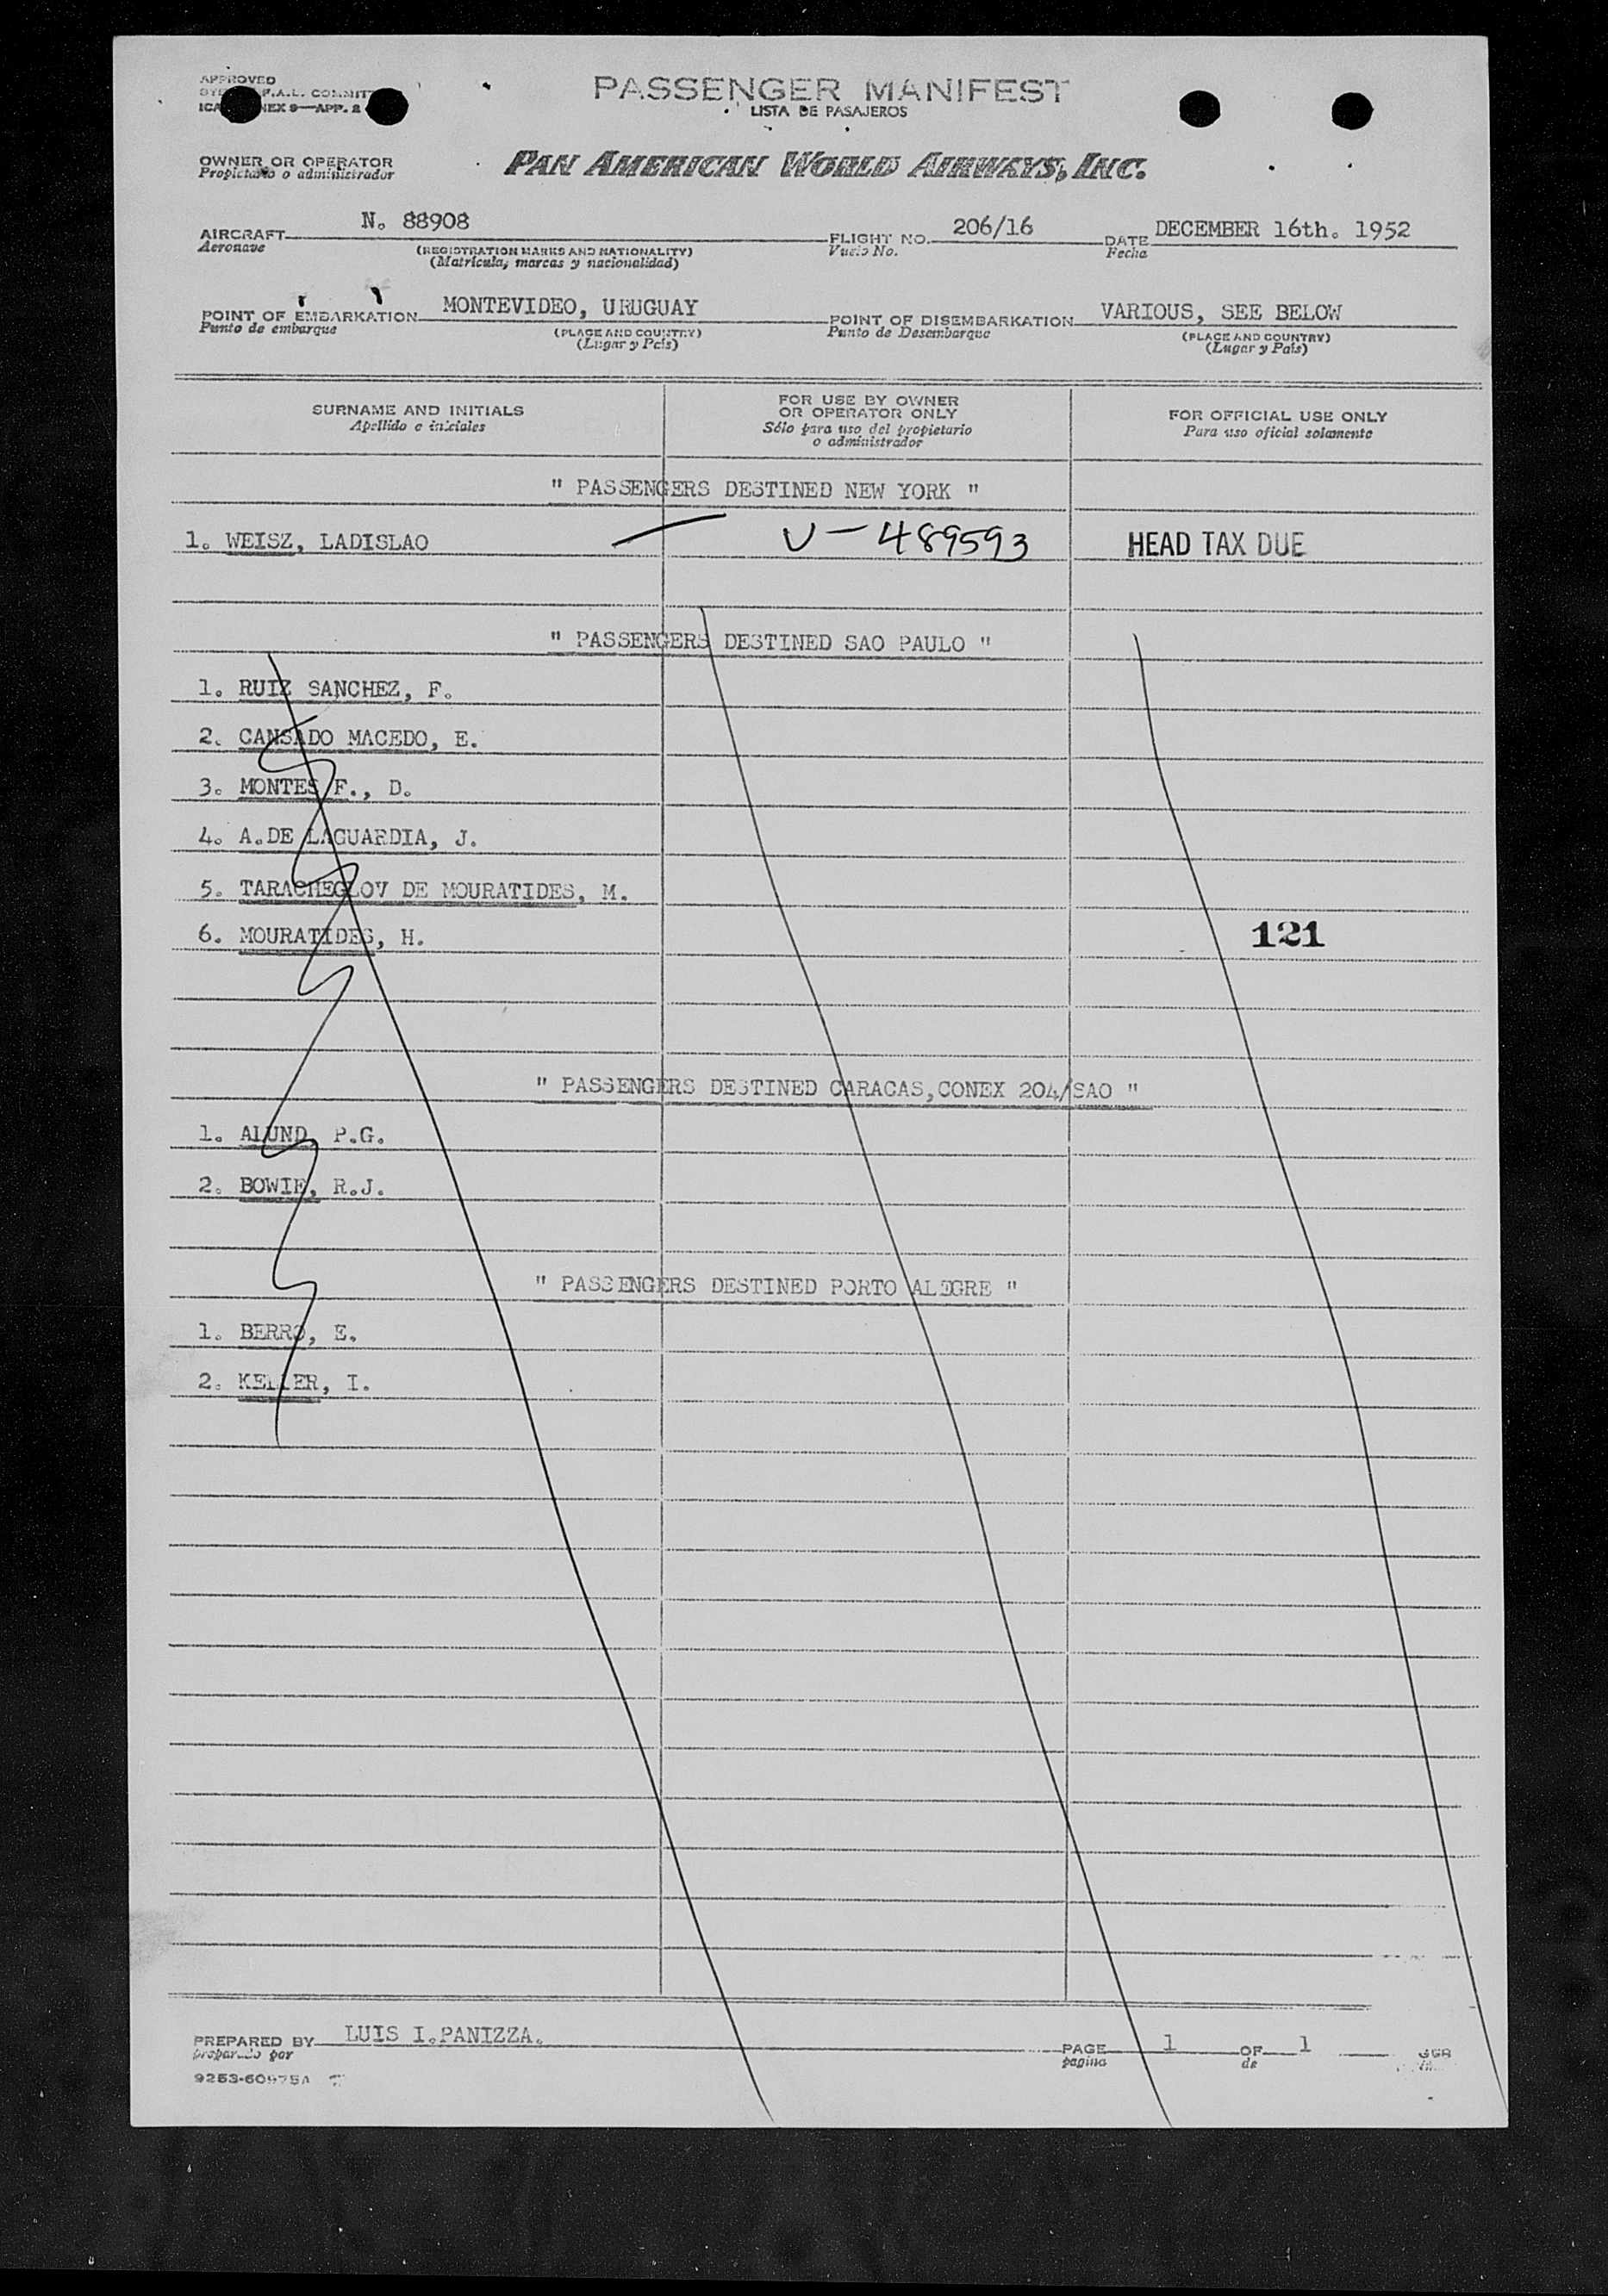 APPROVED
F.A.L. COMMIT
ICA NEX 9—APP. 2
PASSENGER MANIFEST
LISTA DE PASAJEROS
OWNER OR OPERATOR
Propietario o administrador
PAN AMERICAN WORLD AIRWAYS, INC.
AIRCRAFT N. 88908 FLIGHT NO. 206/16 DATE DECEMBER 16th. 1952
Aeronave (REGISTRATION MARKS AND NATIONALITY) Vuelo No. Fecha
(Matrícula, marcas y nacionalidad)
POINT OF EMBARKATION MONTEVIDEO, URUGUAY POINT OF DISEMBARKATION VARIOUS, SEE BELOW
Punto de embarque (PLACE AND COUNTRY) Punto de Desembarque (PLACE AND COUNTRY)
(Lugar y País) (Lugar y País)
SURNAME AND INITIALS FOR USE BY OWNER OR OPERATOR ONLY FOR OFFICIAL USE ONLY
Apellido e iniciales Sólo para uso del propietario o administrador Para uso oficial solamente
" PASSENGERS DESTINED NEW YORK "
1. WEISZ, LADISLAO — V-489593 HEAD TAX DUE
" PASSENGERS DESTINED SAO PAULO "
1. RUIZ SANCHEZ, F.
2. CANSADO MACEDO, E.
3. MONTES F., D.
4. A.DE LAGUARDIA, J.
5. TARACHEGLOV DE MOURATIDES, M.
6. MOURATIDES, H. 121
" PASSENGERS DESTINED CARACAS,CONEX 204/SAO "
1. ALUND, P.G.
2. BOWIE, R.J.
" PASSENGERS DESTINED PORTO ALEGRE "
1. BERRO, E.
2. KELLER, I.
PREPARED BY LUIS I.PANIZZA. PAGE 1 OF 1
preparado por pagina de